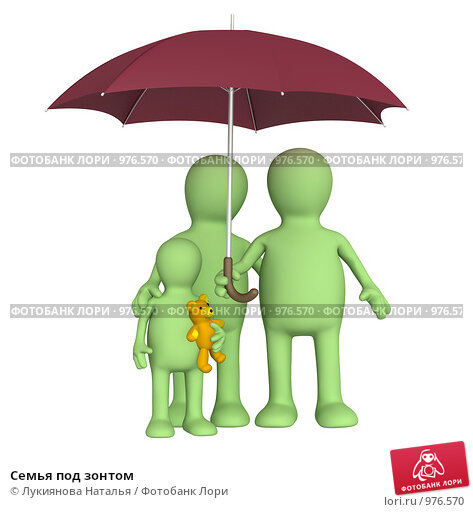 ФОТОБАНК ЛОРИ · 976.570 · ФОТОБАНК ЛОРИ · 976.570 · ФОТОБАНК ЛОРИ · 976.57
ФОТОБАНК ЛОРИ · 976.570 · ФОТОБАНК ЛОРИ · 976.570 · ФОТОБАНК ЛОРИ · 976.57
Семья под зонтом
© Лукиянова Наталья / Фотобанк Лори
ФОТОБАНК ЛОРИ
lori.ru/976.570